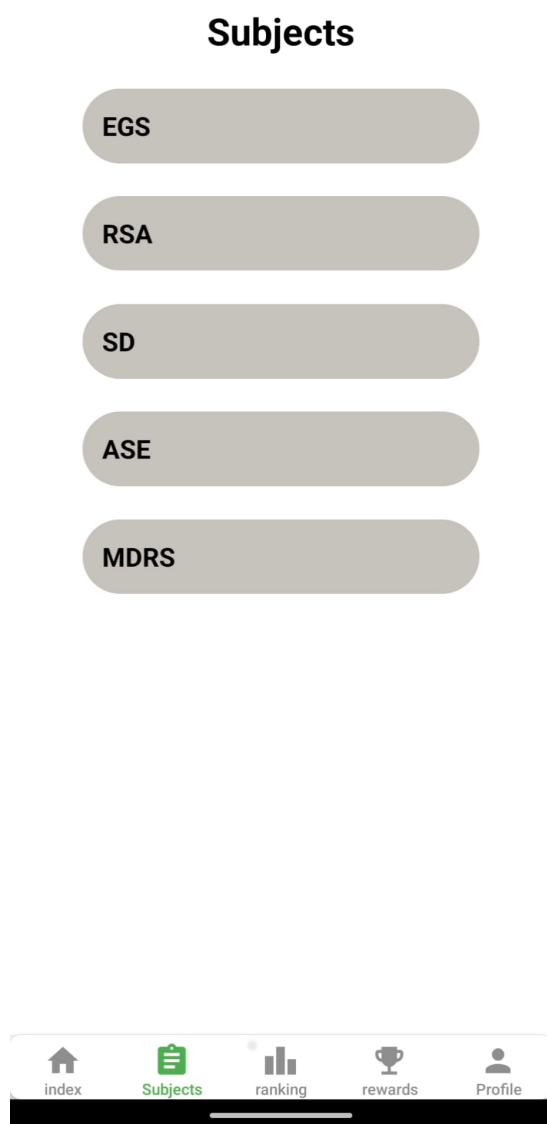 Subjects
EGS
RSA
SD
ASE
MDRS
index Subjects ranking rewards Profile